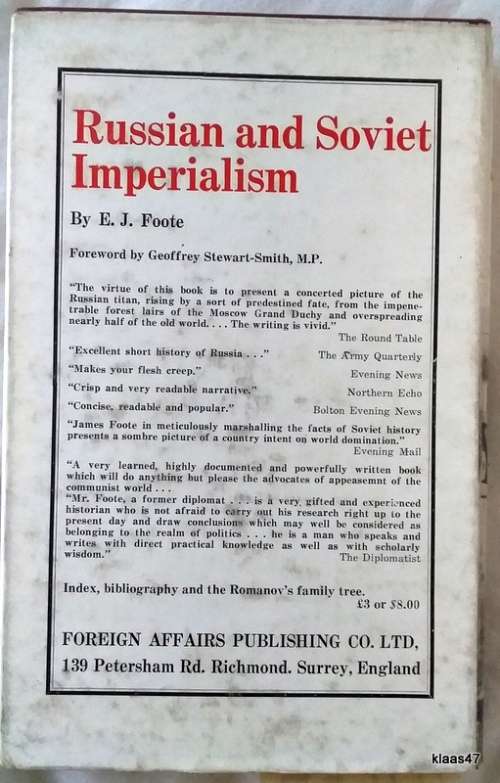 Russian and Soviet
Imperialism
By E. J. Foote
Foreword by Geoffrey Stewart-Smith, M.P.
"The virtue of this book is to present a concerted picture of the
Russian titan, rising by a sort of predestined fate, from the impene-
trable forest lairs of the Moscow Grand Duchy and overspreading
nearly half of the old world. . . . The writing is vivid."
The Round Table
"Excellent short history of Russia . . ." The Army Quarterly
"Makes your flesh creep."
Evening News
"Crisp and very readable narrative."
Northern Echo
"Concise, readable and popular."
Bolton Evening News
"James Foote in meticulously marshalling the facts of Soviet history
presents a sombre picture of a country intent on world domination."
Evening Mail
"A very learned, highly documented and powerfully written book
which will do anything but please the advocates of appeasemnt of the
communist world . . .
"Mr. Foote, a former diplomat . . . is a very gifted and experienced
historian who is not afraid to carry out his research right up to the
present day and draw conclusions which may well be considered as
belonging to the realm of politics . . . he is a man who speaks and
writes with direct practical knowledge as well as with scholarly
wisdom." The Diplomatist
Index, bibliography and the Romanov's family tree.
£3 or $8.00
FOREIGN AFFAIRS PUBLISHING CO. LTD,
139 Petersham Rd. Richmond. Surrey, England
klaas47